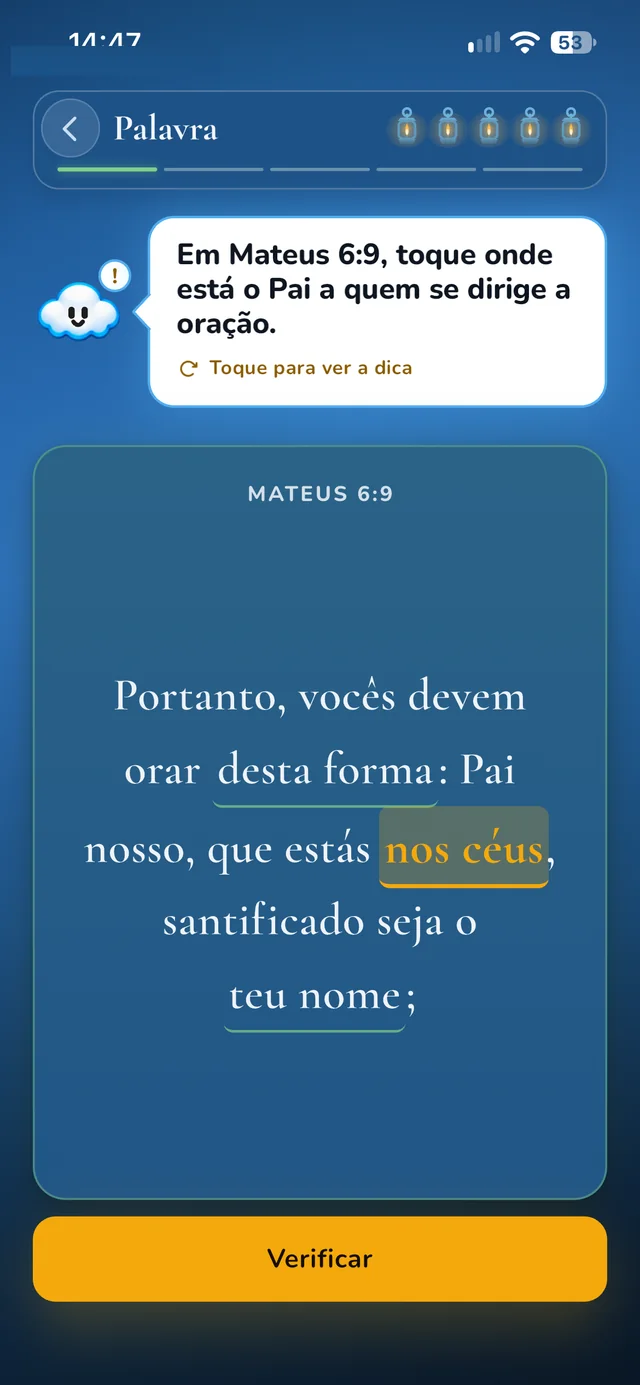 14:47
53
Palavra
!
Em Mateus 6:9, toque onde
está o Pai a quem se dirige a
oração.
Toque para ver a dica
MATEUS 6:9
Portanto, vocês devem
orar desta forma: Pai
nosso, que estás nos céus,
santificado seja o
teu nome;
Verificar